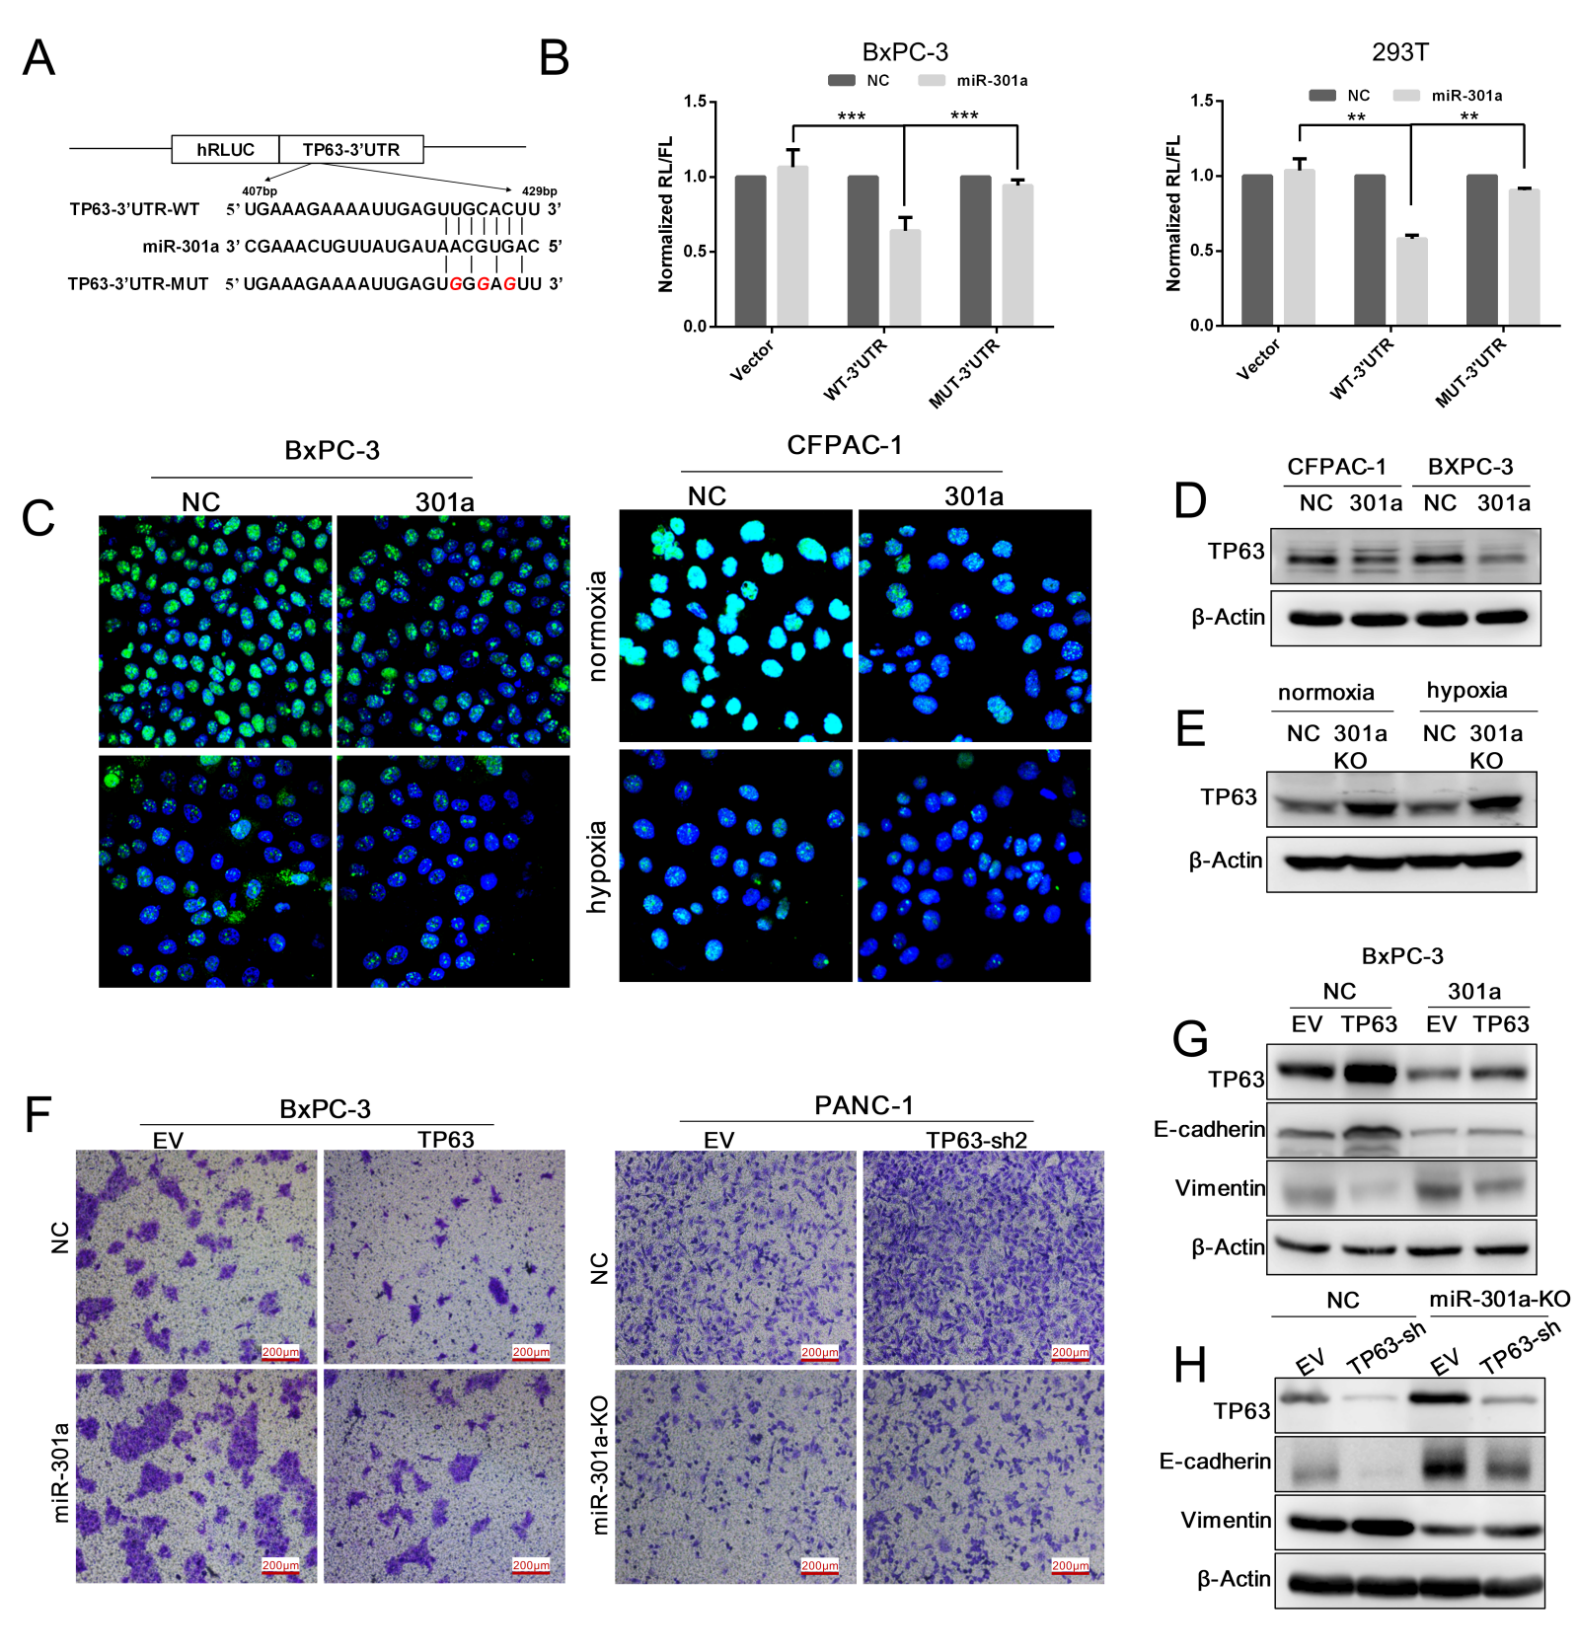 A
hRLUC TP63-3'UTR
407bp 429bp
TP63-3'UTR-WT 5' UGAAAGAAAAUUGAGUUGCACUU 3'
miR-301a 3' CGAAACUGUUAUGAUAACGUGAC 5'
TP63-3'UTR-MUT 5' UGAAAGAAAAUUGAGUGGGAGUU 3'
B
BxPC-3
NC miR-301a
Normalized RL/FL
1.5
1.0
0.5
0.0
*** ***
Vector WT-3'UTR MUT-3'UTR
293T
NC miR-301a
Normalized RL/FL
1.5
1.0
0.5
0.0
** **
Vector WT-3'UTR MUT-3'UTR
C
BxPC-3
NC 301a
CFPAC-1
NC 301a
normoxia
hypoxia
D
CFPAC-1 BXPC-3
NC 301a NC 301a
TP63
β-Actin
E
normoxia hypoxia
NC 301a NC 301a
KO KO
TP63
β-Actin
F
BxPC-3
EV TP63
NC
200μm 200μm
miR-301a
200μm 200μm
PANC-1
EV TP63-sh2
NC
200μm 200μm
miR-301a-KO
200μm 200μm
G
BxPC-3
NC 301a
EV TP63 EV TP63
TP63
E-cadherin
Vimentin
β-Actin
H
NC miR-301a-KO
EV TP63-sh EV TP63-sh
TP63
E-cadherin
Vimentin
β-Actin